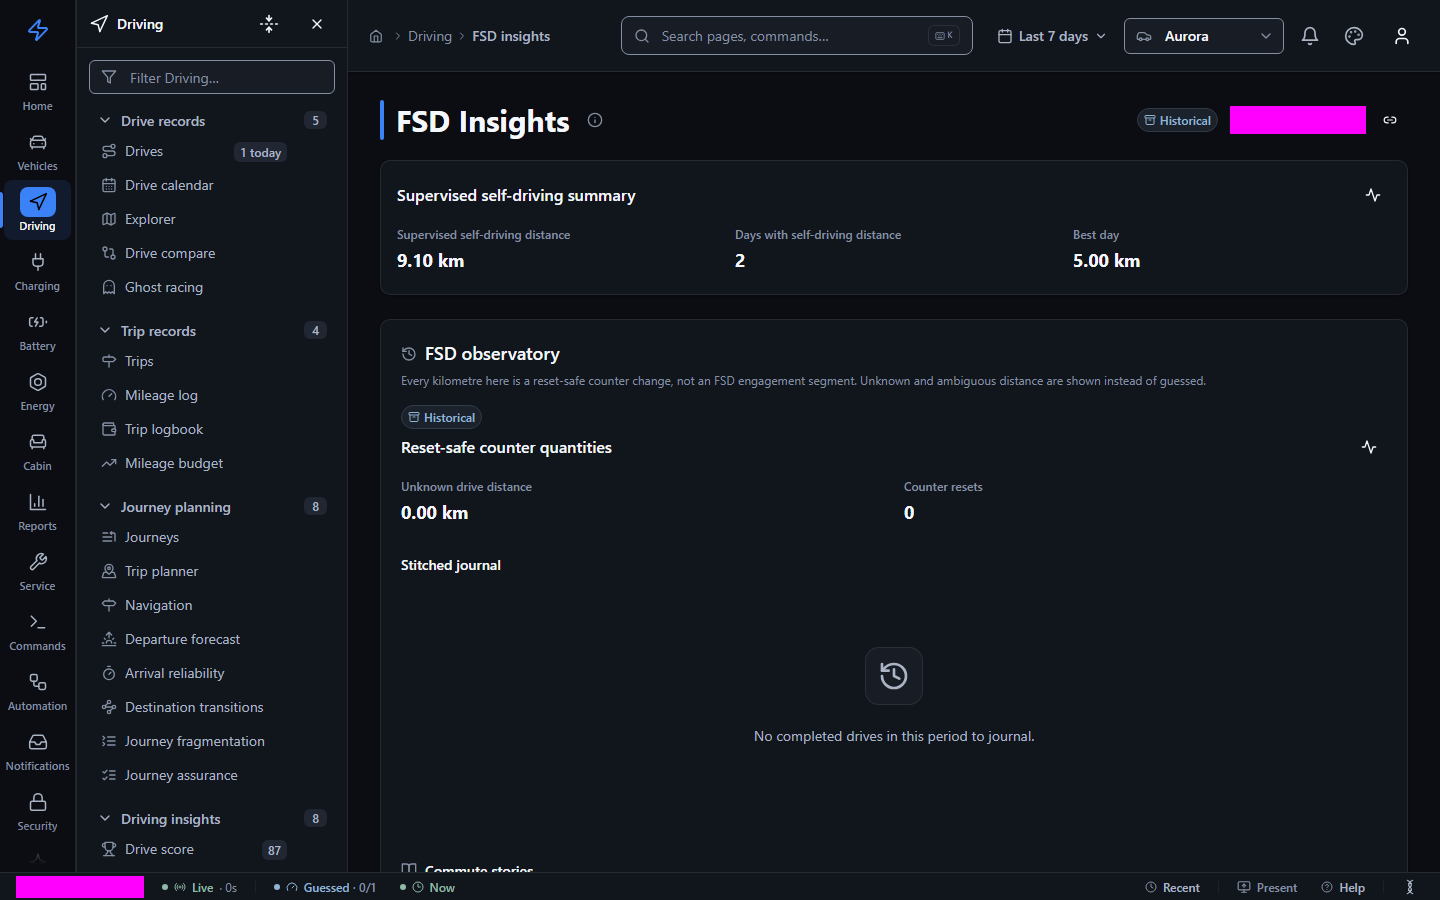 Driving
Driving
FSD insights
Search pages, commands...
K
Last 7 days
Aurora
Home
Vehicles
Driving
Charging
Battery
Energy
Cabin
Reports
Service
Commands
Automation
Notifications
Security
Filter Driving...
Drive records
5
Drives
1 today
Drive calendar
Explorer
Drive compare
Ghost racing
Trip records
4
Trips
Mileage log
Trip logbook
Mileage budget
Journey planning
8
Journeys
Trip planner
Navigation
Departure forecast
Arrival reliability
Destination transitions
Journey fragmentation
Journey assurance
Driving insights
8
Drive score
87
FSD Insights
Historical
Supervised self-driving summary
Supervised self-driving distance
9.10 km
Days with self-driving distance
2
Best day
5.00 km
FSD observatory
Every kilometre here is a reset-safe counter change, not an FSD engagement segment. Unknown and ambiguous distance are shown instead of guessed.
Historical
Reset-safe counter quantities
Unknown drive distance
0.00 km
Counter resets
0
Stitched journal
No completed drives in this period to journal.
Commute stories
Live · 0s
Guessed · 0/1
Now
Recent
Present
Help